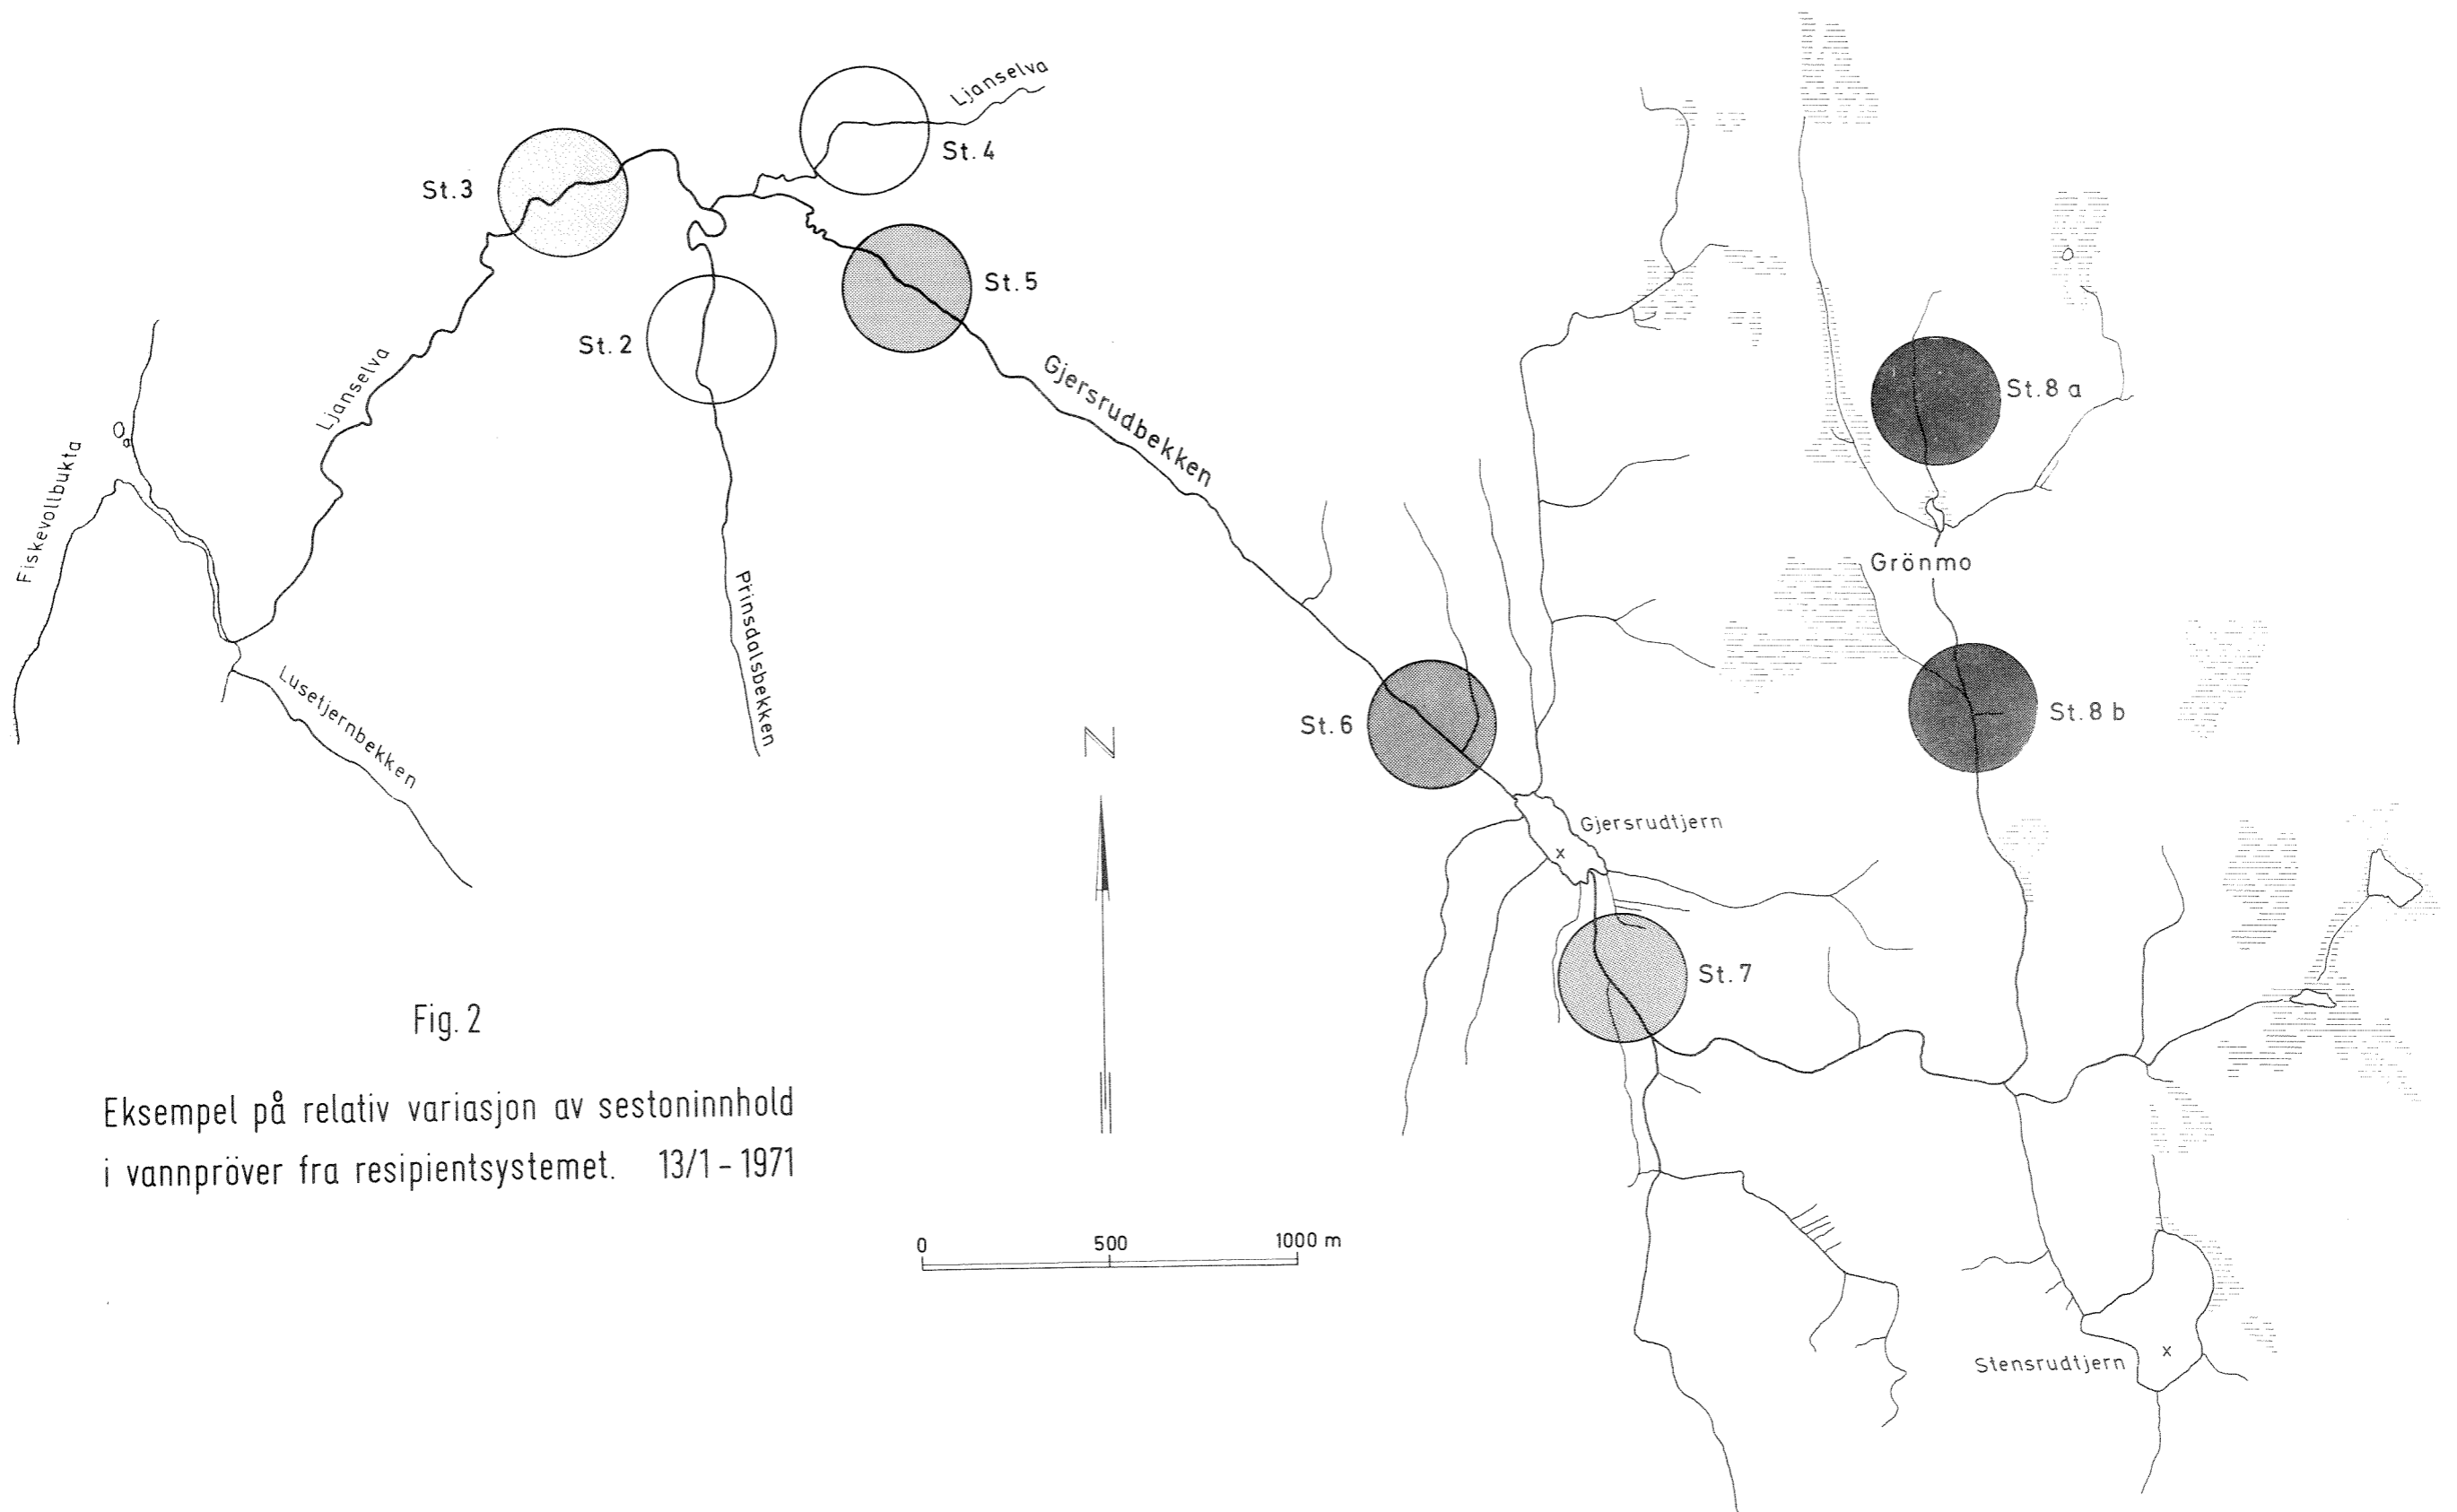 Ljanselva
St. 4
St. 3
St. 5
St. 2
Ljanselva
Gjersrudbekken
Fiskevollbukta
St. 8 a
Grönmo
Prinsdalsbekken
Lusetjernbekken
St. 6
St. 8 b
N
Gjersrudtjern
x
St. 7
Fig. 2
Eksempel på relativ variasjon av sestoninnhold
i vannpröver fra resipientsystemet. 13/1 - 1971
0 500 1000 m
Stensrudtjern
x